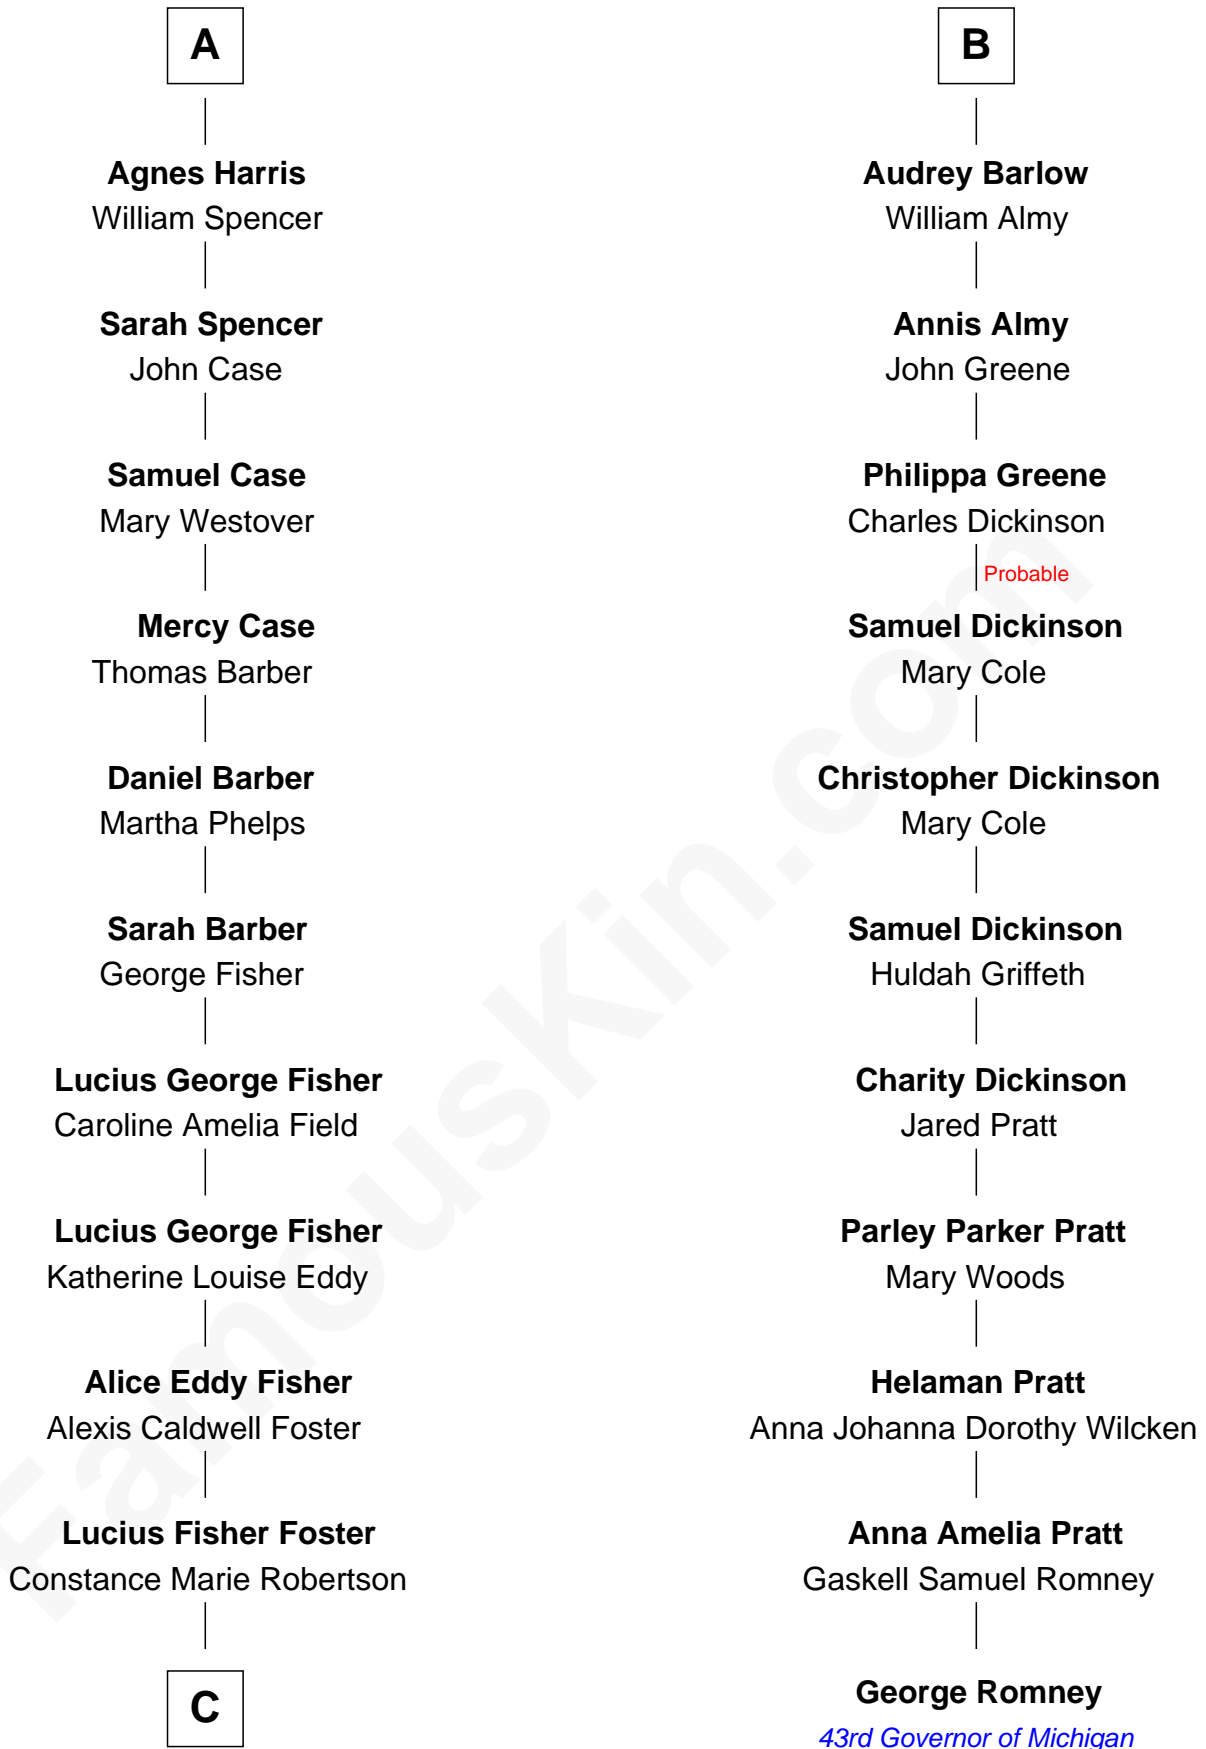 A
Agnes Harris
William Spencer
Sarah Spencer
John Case
Samuel Case
Mary Westover
Mercy Case
Thomas Barber
Daniel Barber
Martha Phelps
Sarah Barber
George Fisher
Lucius George Fisher
Caroline Amelia Field
Lucius George Fisher
Katherine Louise Eddy
Alice Eddy Fisher
Alexis Caldwell Foster
Lucius Fisher Foster
Constance Marie Robertson
C
B
Audrey Barlow
William Almy
Annis Almy
John Greene
Philippa Greene
Charles Dickinson
Probable
Samuel Dickinson
Mary Cole
Christopher Dickinson
Mary Cole
Samuel Dickinson
Huldah Griffeth
Charity Dickinson
Jared Pratt
Parley Parker Pratt
Mary Woods
Helaman Pratt
Anna Johanna Dorothy Wilcken
Anna Amelia Pratt
Gaskell Samuel Romney
George Romney
43rd Governor of Michigan
FamousKin.com